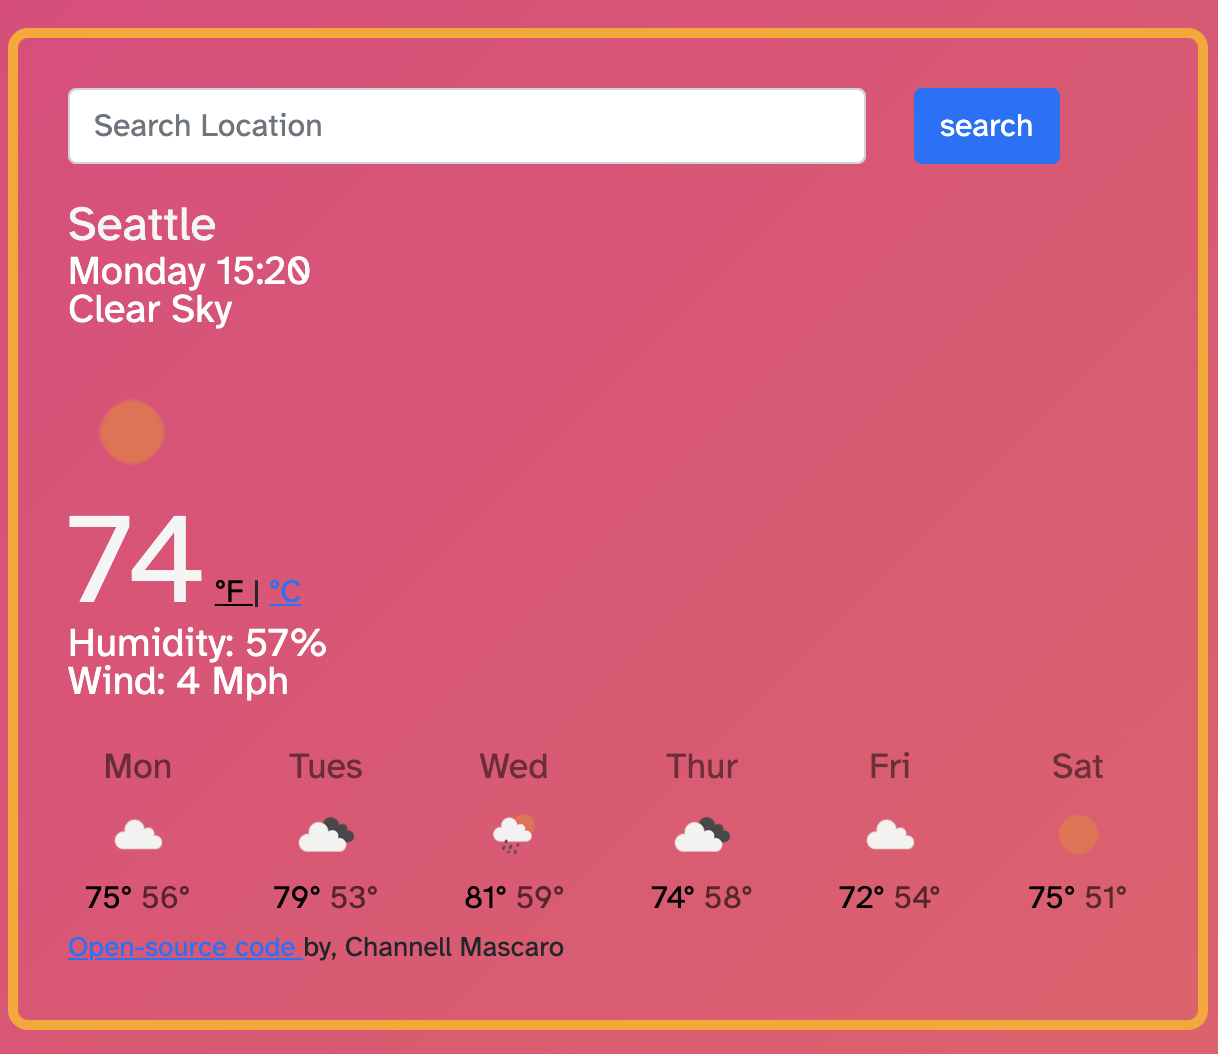 Search Location search
Seattle
Monday 15:20
Clear Sky
74 °F | °C
Humidity: 57%
Wind: 4 Mph
Mon Tues Wed Thur Fri Sat
75° 56° 79° 53° 81° 59° 74° 58° 72° 54° 75° 51°
Open-source code by, Channell Mascaro